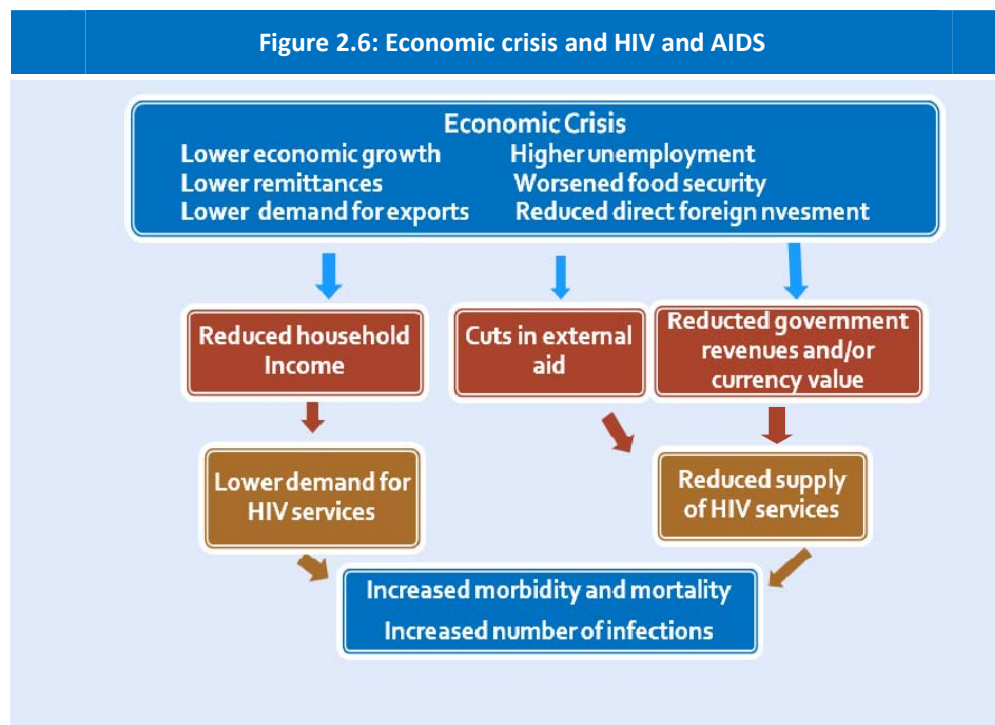 Figure 2.6: Economic crisis and HIV and AIDS
Economic Crisis
Lower economic growth Higher unemployment
Lower remittances Worsened food security
Lower demand for exports Reduced direct foreign nvesment
Reduced household
Income
Cuts in external
aid
Reducted government
revenues and/or
currency value
Lower demand for
HIV services
Reduced supply
of HIV services
Increased morbidity and mortality
Increased number of infections